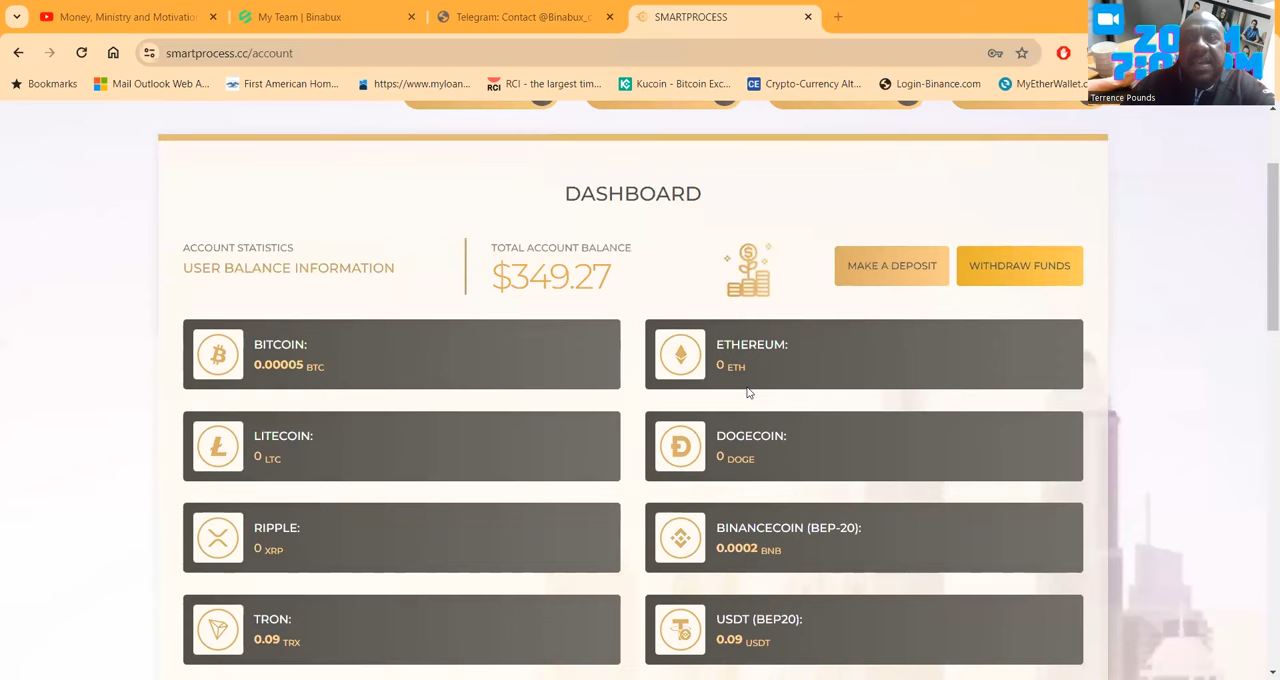 Money, Ministry and Motivatio
My Team | Binabux
Telegram: Contact @Binabux_c
SMARTPROCESS
smartprocess.cc/account
Bookmarks
Mail Outlook Web A...
First American Hom...
https://www.myloan...
RCI
RCI - the largest tim...
Kucoin - Bitcoin Exc...
CE
Crypto-Currency Alt...
Login-Binance.com
MyEtherWallet.c
Terrence Pounds
DASHBOARD
ACCOUNT STATISTICS
USER BALANCE INFORMATION
TOTAL ACCOUNT BALANCE
$349.27
MAKE A DEPOSIT
WITHDRAW FUNDS
BITCOIN:
0.00005 BTC
ETHEREUM:
0 ETH
LITECOIN:
0 LTC
DOGECOIN:
0 DOGE
RIPPLE:
0 XRP
BINANCECOIN (BEP-20):
0.0002 BNB
TRON:
0.09 TRX
USDT (BEP20):
0.09 USDT